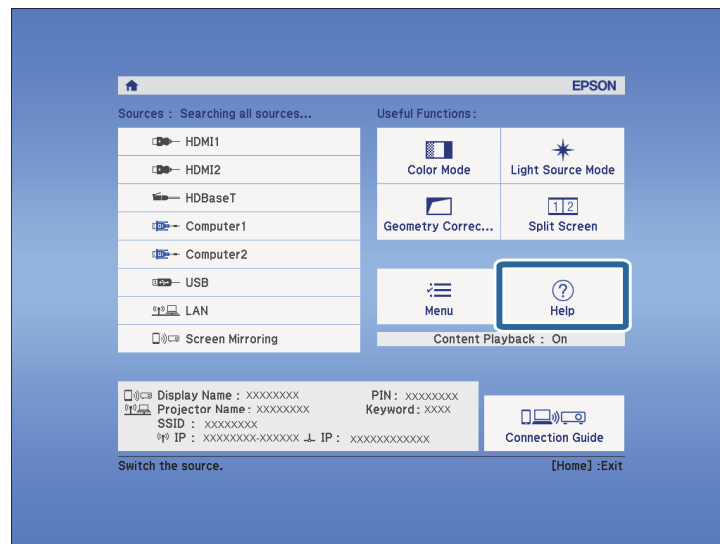 EPSON
Sources : Searching all sources...
HDMI1
HDMI2
HDBaseT
Computer1
Computer2
USB
LAN
Screen Mirroring
Useful Functions :
Color Mode
Light Source Mode
Geometry Correc...
1 2
Split Screen
Menu
?
Help
Content Playback : On
Display Name : XXXXXXXX PIN : XXXXXXXX
Projector Name : XXXXXXXX Keyword : XXXX
SSID : XXXXXXXX
IP : XXXXXXXX-XXXXXX IP : XXXXXXXXXXXX
Connection Guide
Switch the source. [Home] :Exit